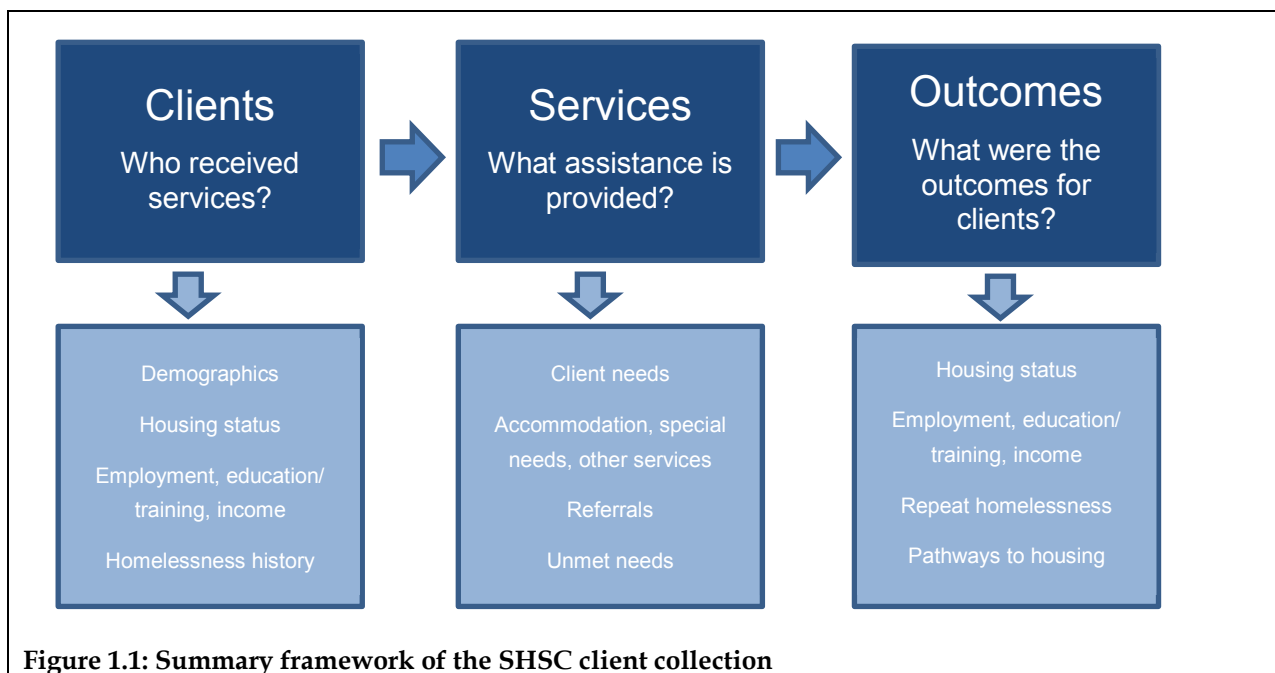 Clients
Who received
services?
Services
What assistance is
provided?
Outcomes
What were the
outcomes for
clients?
Demographics
Housing status
Employment, education/
training, income
Homelessness history
Client needs
Accommodation, special
needs, other services
Referrals
Unmet needs
Housing status
Employment, education/
training, income
Repeat homelessness
Pathways to housing
Figure 1.1: Summary framework of the SHSC client collection